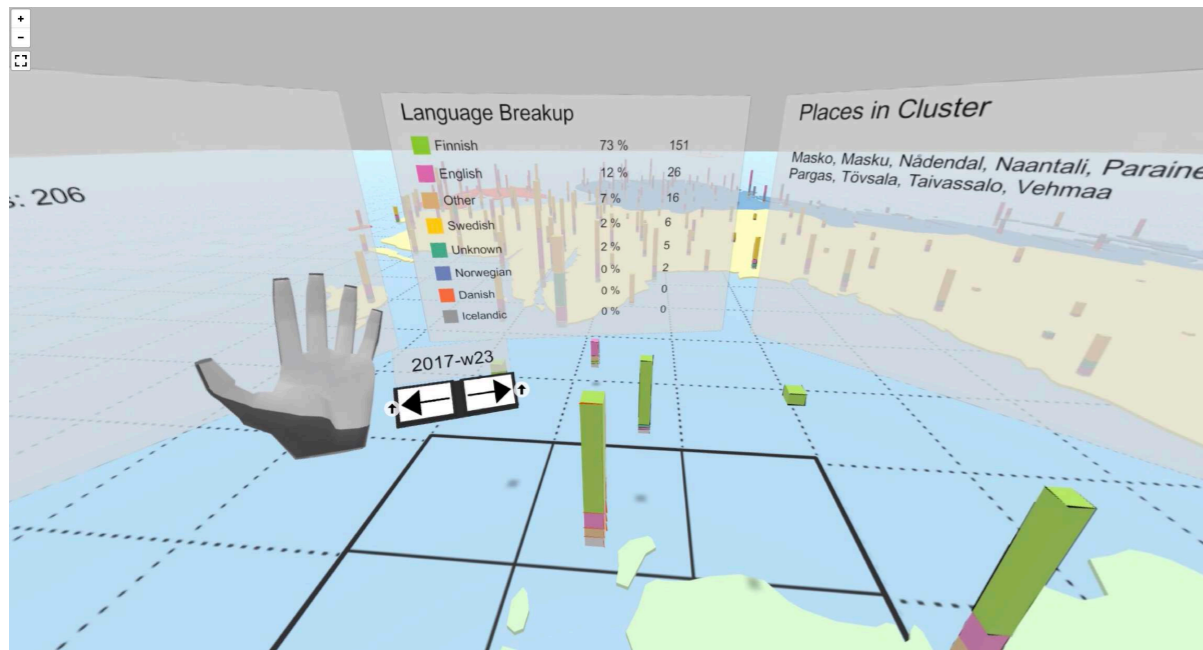 +
-
s: 206
Language Breakup
Finnish 73 % 151
English 12 % 26
Other 7 % 16
Swedish 2 % 6
Unknown 2 % 5
Norwegian 0 % 2
Danish 0 % 0
Icelandic 0 % 0
2017-w23
Places in Cluster
Masko, Masku, Nådendal, Naantali, Paraine
Pargas, Tövsala, Taivassalo, Vehmaa